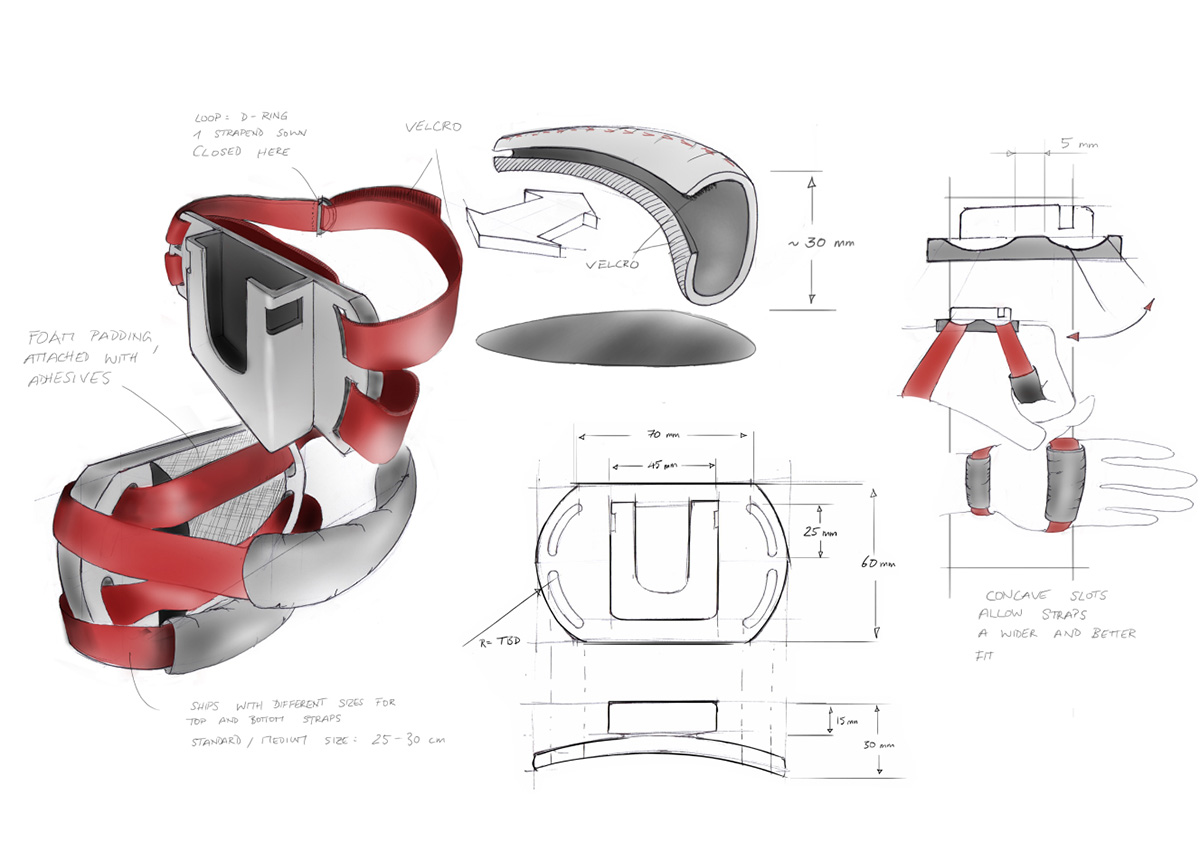 LOOP: D-RING
1 STRAPEND SOWN
CLOSED HERE
VELCRO
VELCRO
~ 30 mm
5 mm
FOAM PADDING,
ATTACHED WITH
ADHESIVES
70 mm
45 mm
25 mm
60 mm
R= TBD
15 mm
30 mm
CONCAVE SLOTS
ALLOW STRAPS
A WIDER AND BETTER
FIT
SHIPS WITH DIFFERENT SIZES FOR
TOP AND BOTTOM STRAPS
STANDARD / MEDIUM SIZE: 25-30 cm